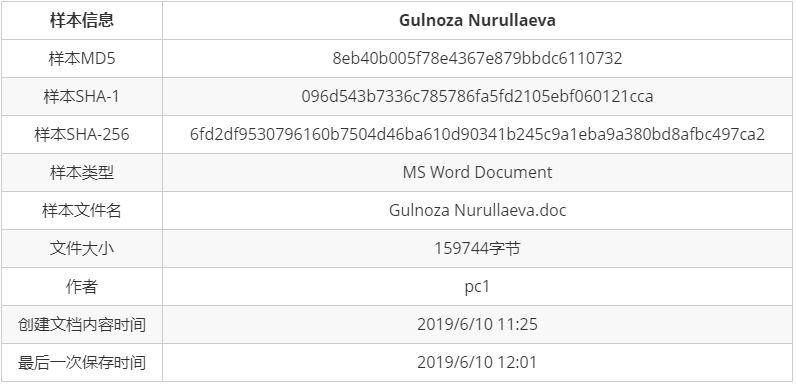 样本信息 Gulnoza Nurullaeva
样本MD5 8eb40b005f78e4367e879bbdc6110732
样本SHA-1 096d543b7336c785786fa5fd2105ebf060121cca
样本SHA-256 6fd2df9530796160b7504d46ba610d90341b245c9a1eba9a380bd8afbc497ca2
样本类型 MS Word Document
样本文件名 Gulnoza Nurullaeva.doc
文件大小 159744字节
作者 pc1
创建文档内容时间 2019/6/10 11:25
最后一次保存时间 2019/6/10 12:01